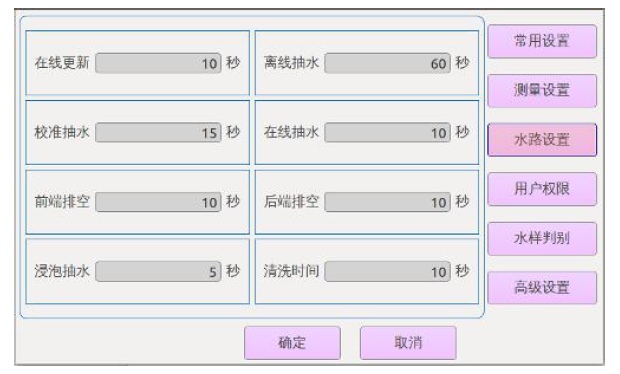 在线更新 10 秒 离线抽水 60 秒
校准抽水 15 秒 在线抽水 10 秒
前端排空 10 秒 后端排空 10 秒
浸泡抽水 5 秒 清洗时间 10 秒
常用设置
测量设置
水路设置
用户权限
水样判别
高级设置
确定 取消